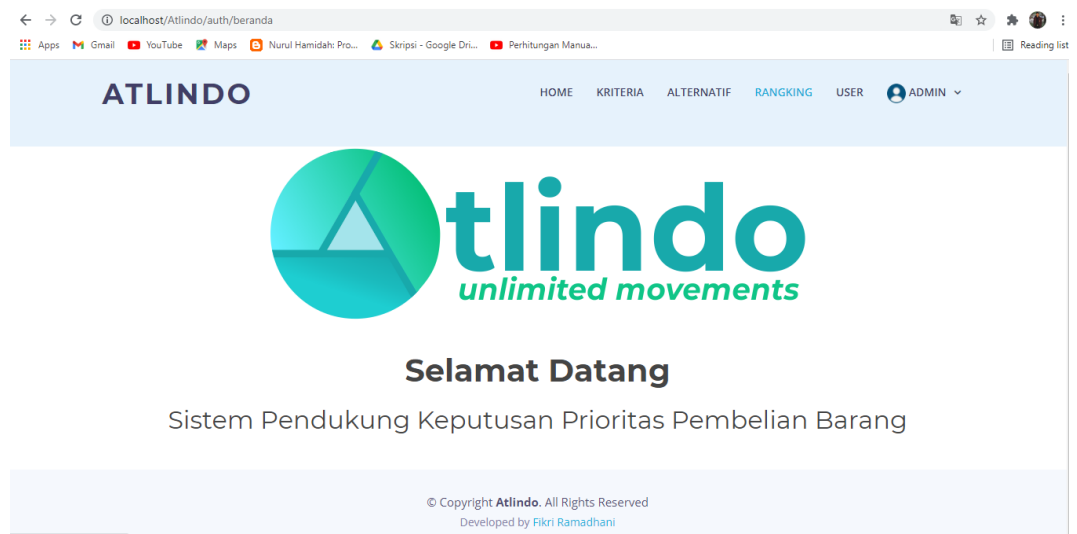 localhost/Atlindo/auth/beranda
Apps Gmail YouTube Maps Nurul Hamidah: Pro... Skripsi - Google Dri... Perhitungan Manua... Reading list
ATLINDO HOME KRITERIA ALTERNATIF RANGKING USER ADMIN
Atlindo
unlimited movements
Selamat Datang
Sistem Pendukung Keputusan Prioritas Pembelian Barang
© Copyright Atlindo. All Rights Reserved
Developed by Fikri Ramadhani